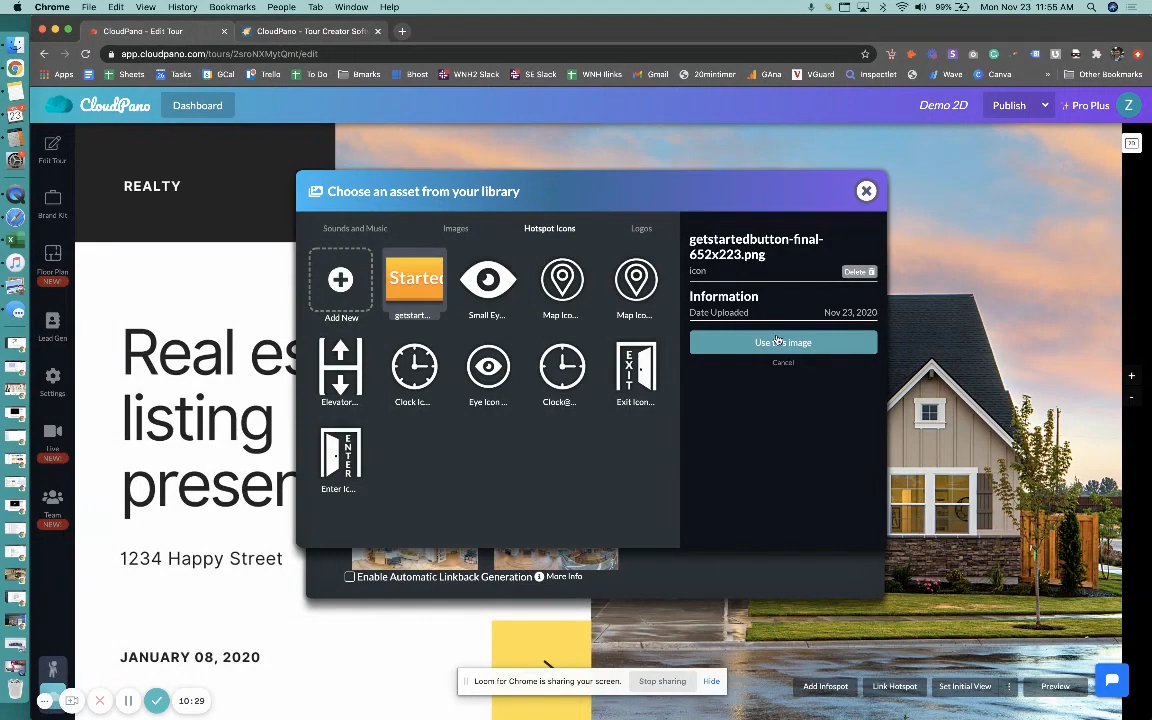 Chrome File Edit View History Bookmarks People Tab Window Help
99% Mon Nov 23 11:55 AM
CloudPano - Edit Tour
CloudPano - Tour Creator Sof
app.cloudpano.com/tours/2sroNXMytQmt/edit
Apps Sheets Tasks GCal Trello To Do Bmarks Bhost WNH2 Slack SE Slack WNH Ilinks Gmail 20mintimer GAna VGuard Inspectlet Wave Canva » Other Bookmarks
CloudPano Dashboard Demo 2D Publish Pro Plus Z
Edit Tour
Brand Kit
Floor Plan
NEW!
Lead Gen
Settings
Live
NEW!
Team
NEW!
REALTY
Real es
listing
presen
1234 Happy Street
JANUARY 08, 2020
Choose an asset from your library
Sounds and Music Images Hotspot Icons Logos
Add New
Started
getstart...
Small Ey...
Map Ico...
Map Ico...
Elevator...
Clock Ic...
Eye Icon ...
Clock@...
EXIT
Exit Icon...
ENTER
Enter Ic...
getstartedbutton-final-
652x223.png
icon Delete
Information
Date Uploaded Nov 23, 2020
Use this image
Cancel
Enable Automatic Linkback Generation More Info
2D
+
-
Loom for Chrome is sharing your screen. Stop sharing Hide
Add Infospot Link Hotspot Set Initial View Preview
10:29